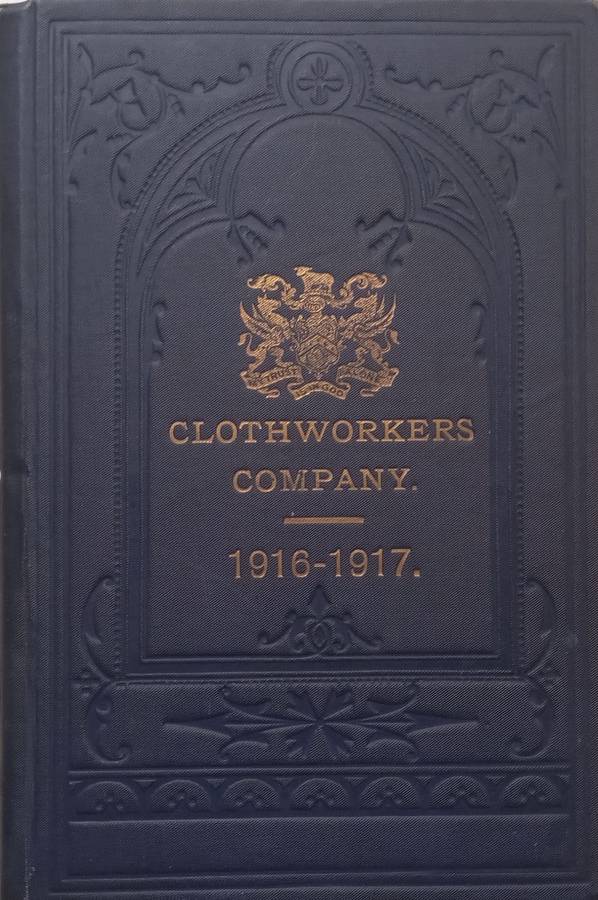 MY TRUST
IS IN GOD
ALONE
CLOTHWORKERS
COMPANY.
1916-1917.